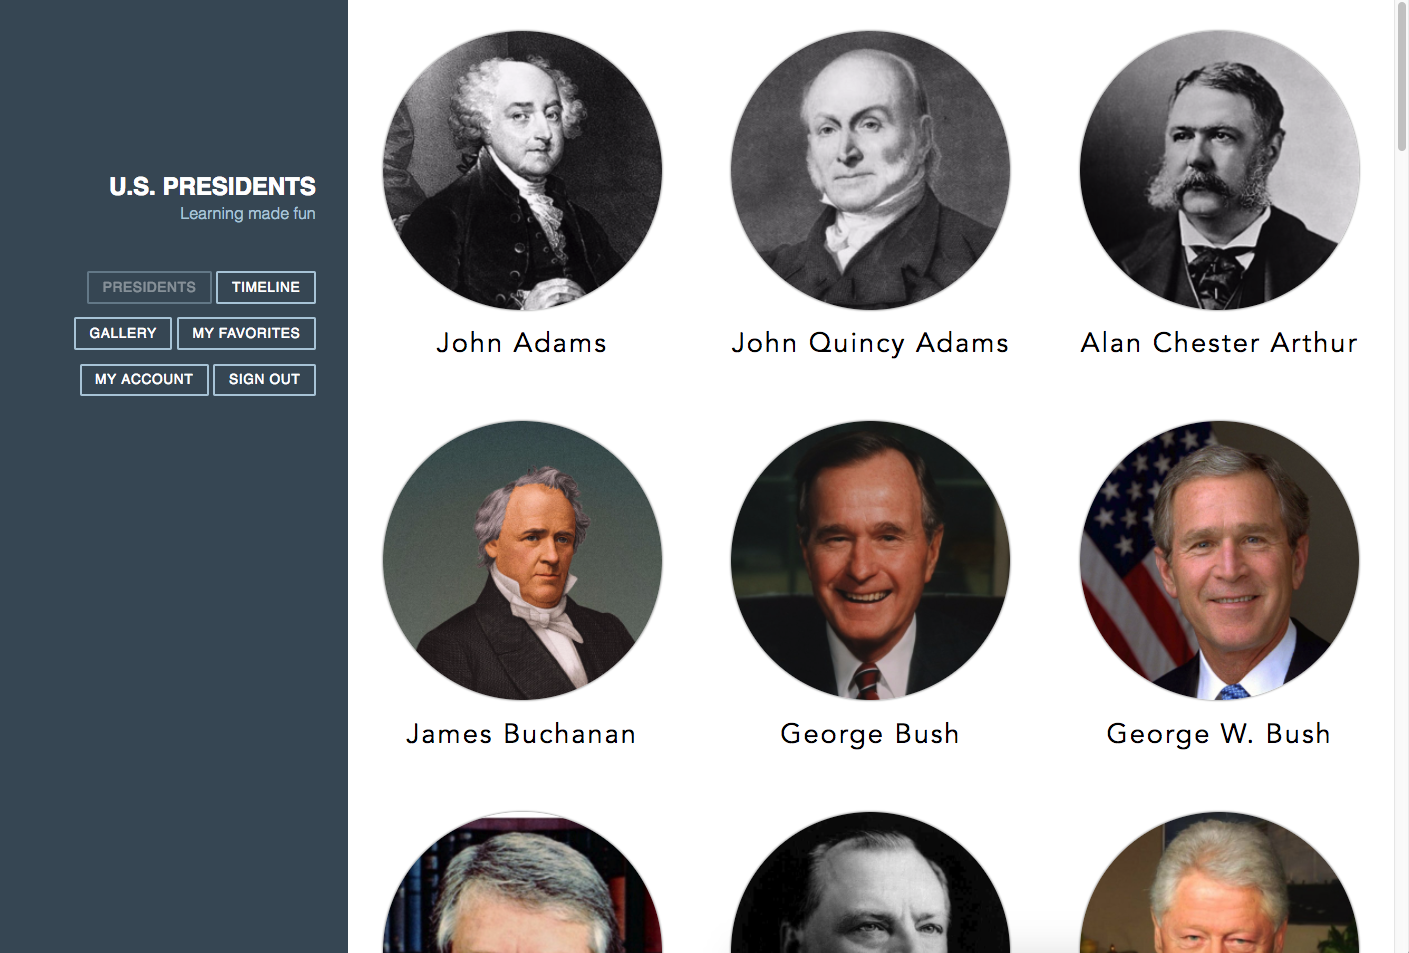 U.S. PRESIDENTS
Learning made fun
PRESIDENTS TIMELINE
GALLERY MY FAVORITES
MY ACCOUNT SIGN OUT
John Adams John Quincy Adams Alan Chester Arthur
James Buchanan George Bush George W. Bush